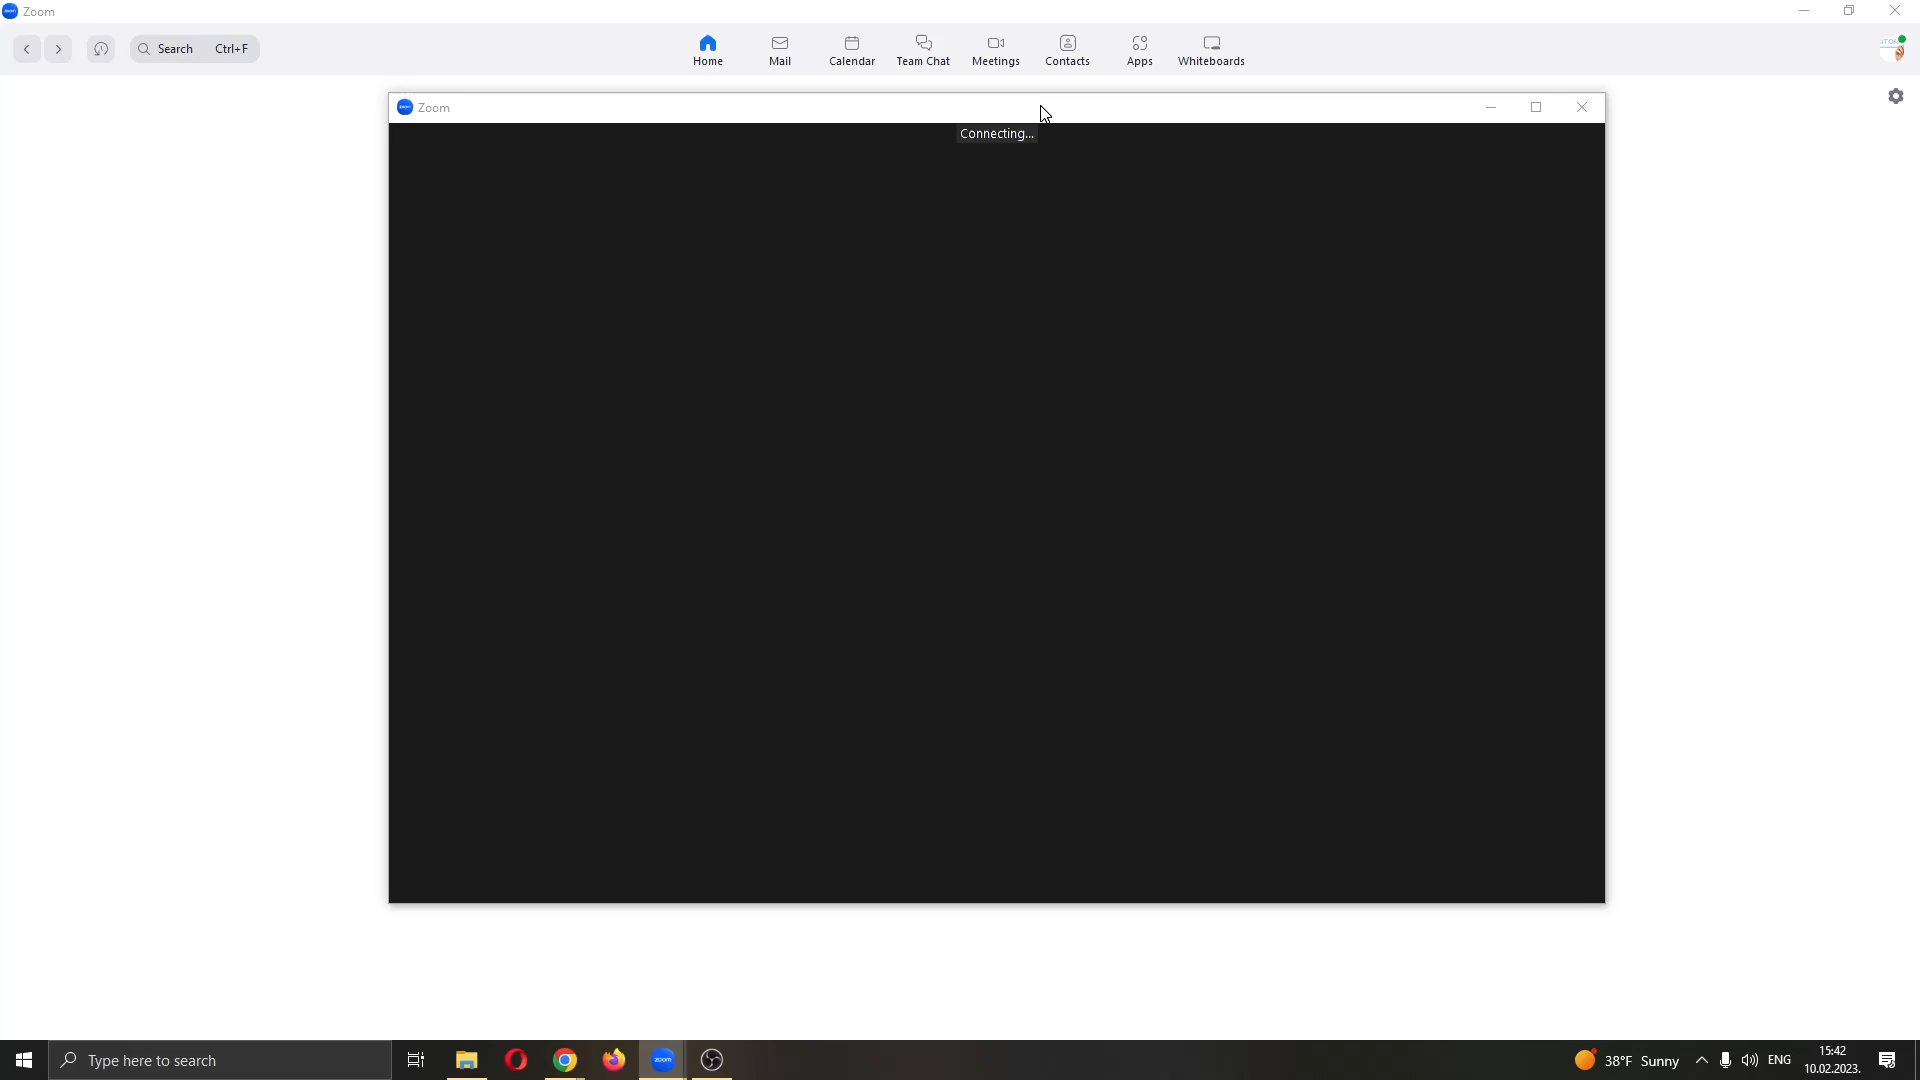 Zoom
Search Ctrl+F
Home
Mail
Calendar
Team Chat
Meetings
Contacts
Apps
Whiteboards
Zoom
Connecting...
Type here to search
zoom
38°F Sunny
ENG
15:42
10.02.2023.